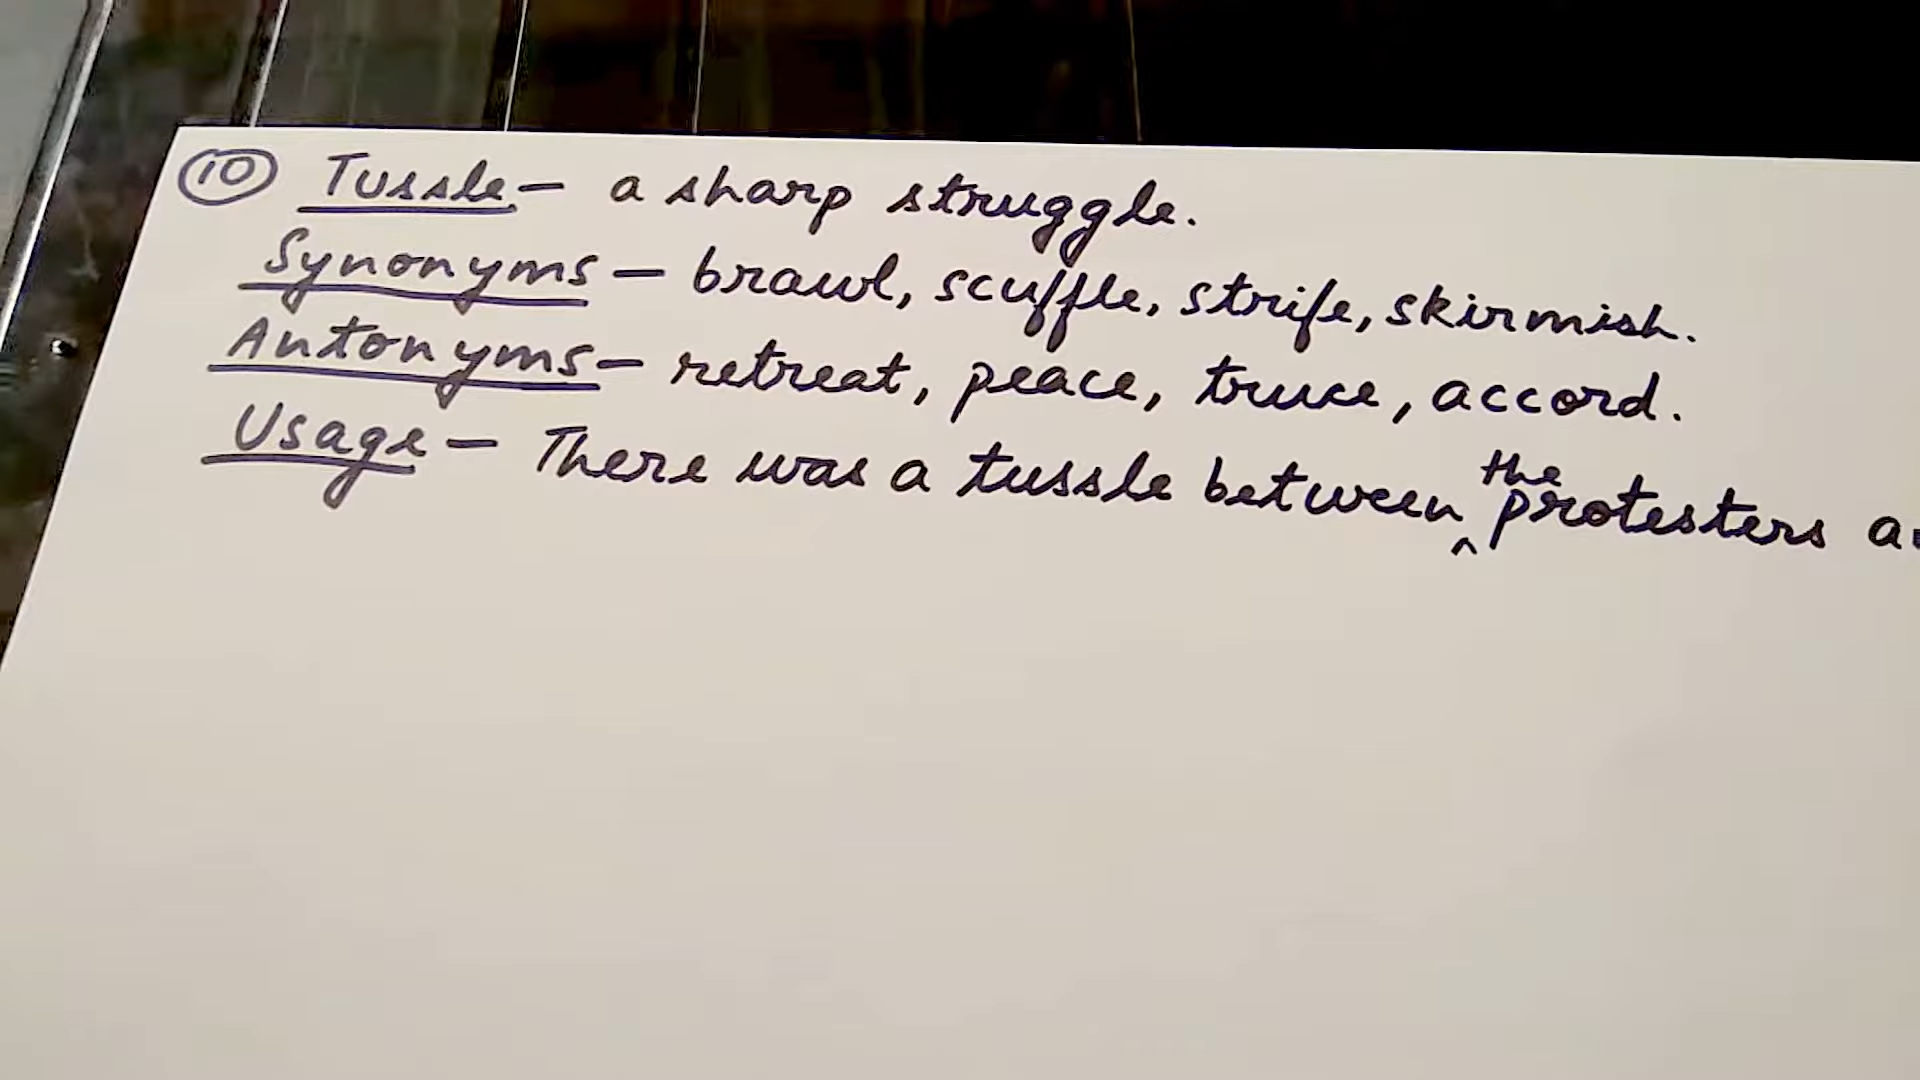 10 Tussle – a sharp struggle.
Synonyms – brawl, scuffle, strife, skirmish.
Antonyms – retreat, peace, truce, accord.
Usage – There was a tussle between the protesters